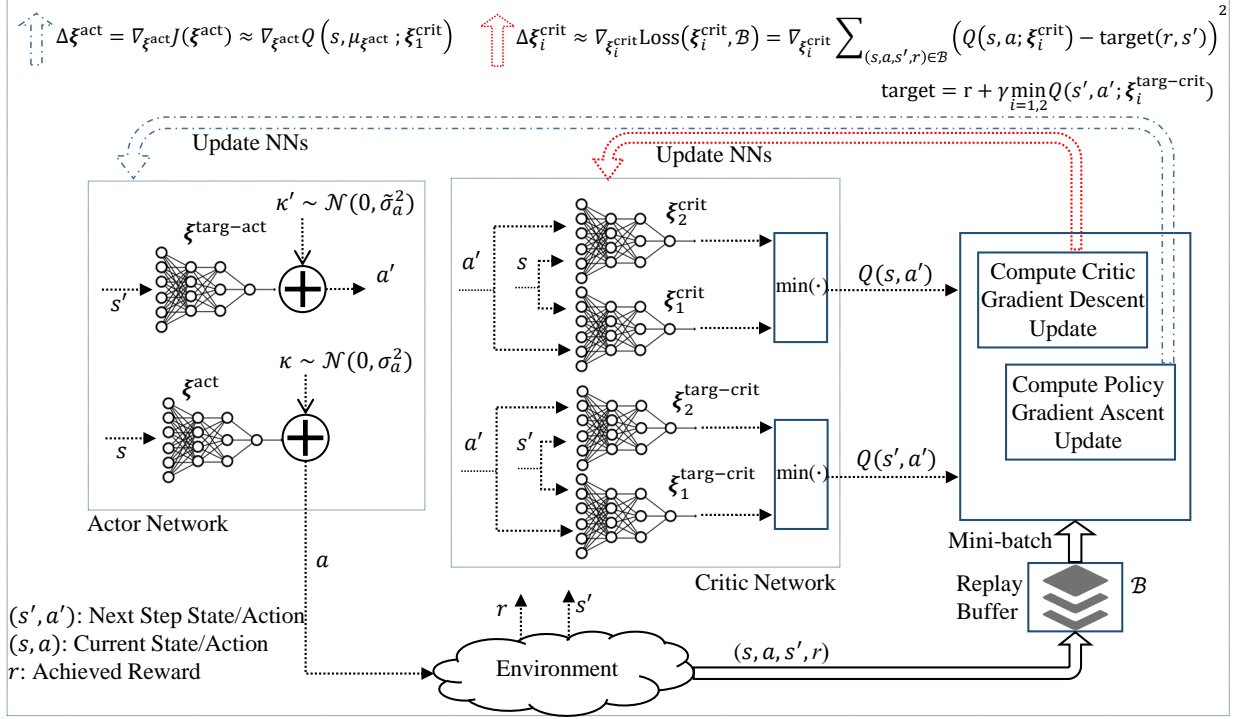 Δξ^act = ∇_ξ^act J(ξ^act) ≈ ∇_ξ^act Q (s, μ_ξ^act ; ξ_1^crit)
Δξ_i^crit ≈ ∇_ξ_i^crit Loss(ξ_i^crit, ℬ) = ∇_ξ_i^crit ∑_(s,a,s′,r)∈ℬ (Q(s, a; ξ_i^crit) − target(r, s′))^2
target = r + γ min_i=1,2 Q(s′, a′; ξ_i^targ−crit)
Update NNs
Update NNs
κ′ ~ 𝒩(0, σ̃_a^2)
ξ^targ−act
s′
a′
κ ~ 𝒩(0, σ_a^2)
ξ^act
s
Actor Network
a
ξ_2^crit
a′
s
ξ_1^crit
min(·)
Q(s, a′)
ξ_2^targ−crit
a′
s′
ξ_1^targ−crit
min(·)
Q(s′, a′)
Critic Network
Compute Critic
Gradient Descent
Update
Compute Policy
Gradient Ascent
Update
Mini-batch
Replay
Buffer
ℬ
r
s′
Environment
(s, a, s′, r)
(s′, a′): Next Step State/Action
(s, a): Current State/Action
r: Achieved Reward